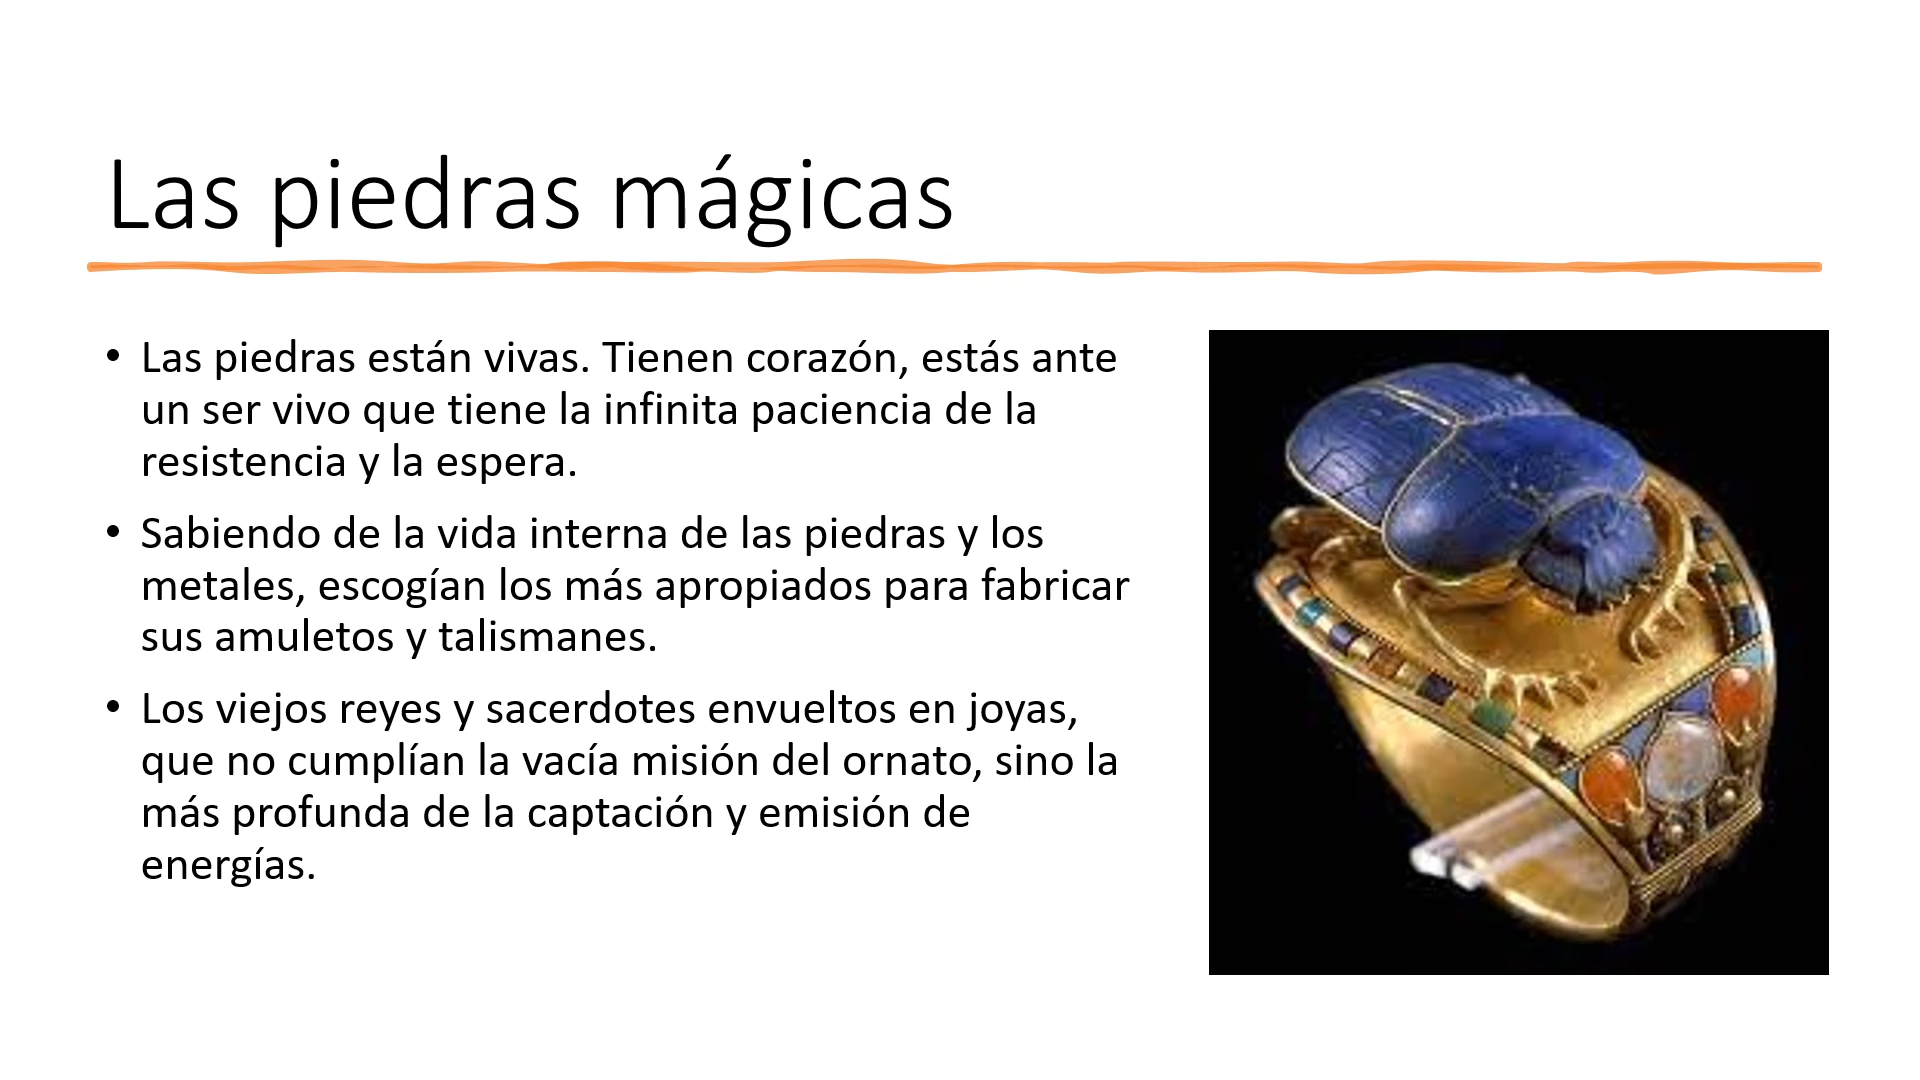 Las piedras mágicas
• Las piedras están vivas. Tienen corazón, estás ante
un ser vivo que tiene la infinita paciencia de la
resistencia y la espera.
• Sabiendo de la vida interna de las piedras y los
metales, escogían los más apropiados para fabricar
sus amuletos y talismanes.
• Los viejos reyes y sacerdotes envueltos en joyas,
que no cumplían la vacía misión del ornato, sino la
más profunda de la captación y emisión de
energías.